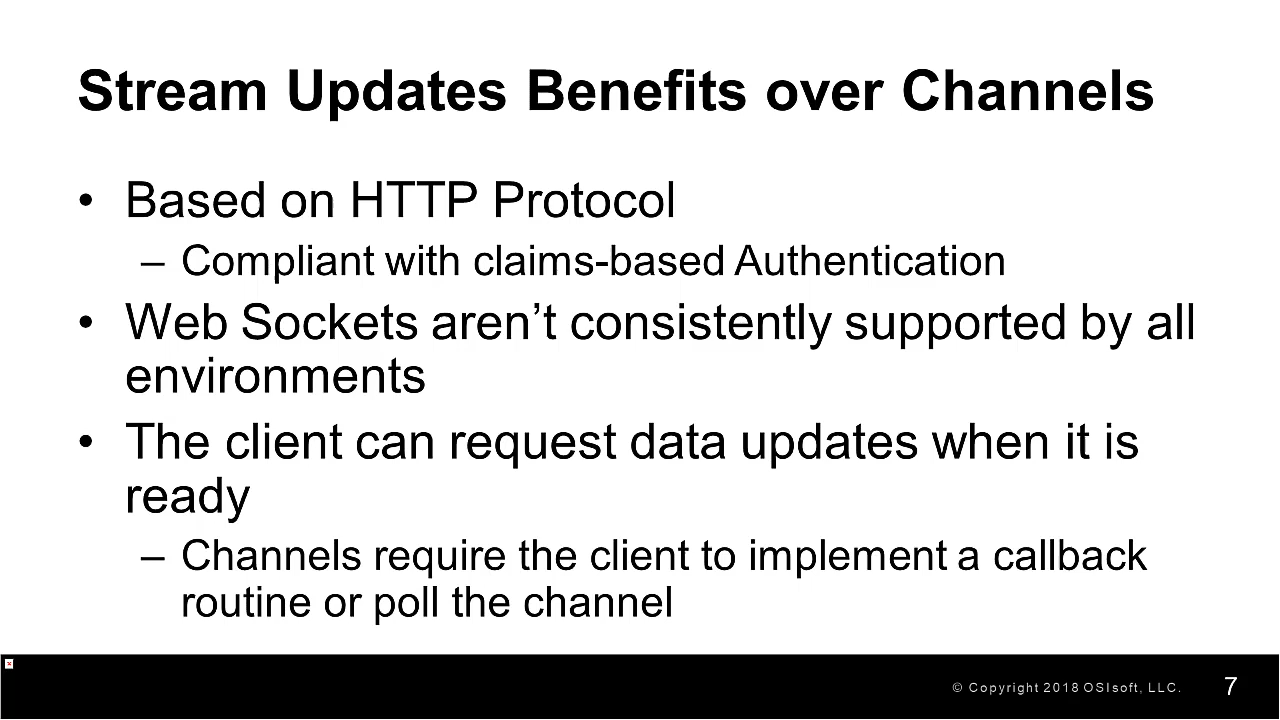 Stream Updates Benefits over Channels
• Based on HTTP Protocol
– Compliant with claims-based Authentication
• Web Sockets aren’t consistently supported by all
environments
• The client can request data updates when it is
ready
– Channels require the client to implement a callback
routine or poll the channel
© Copyright 2018 OSIsoft, LLC.
7